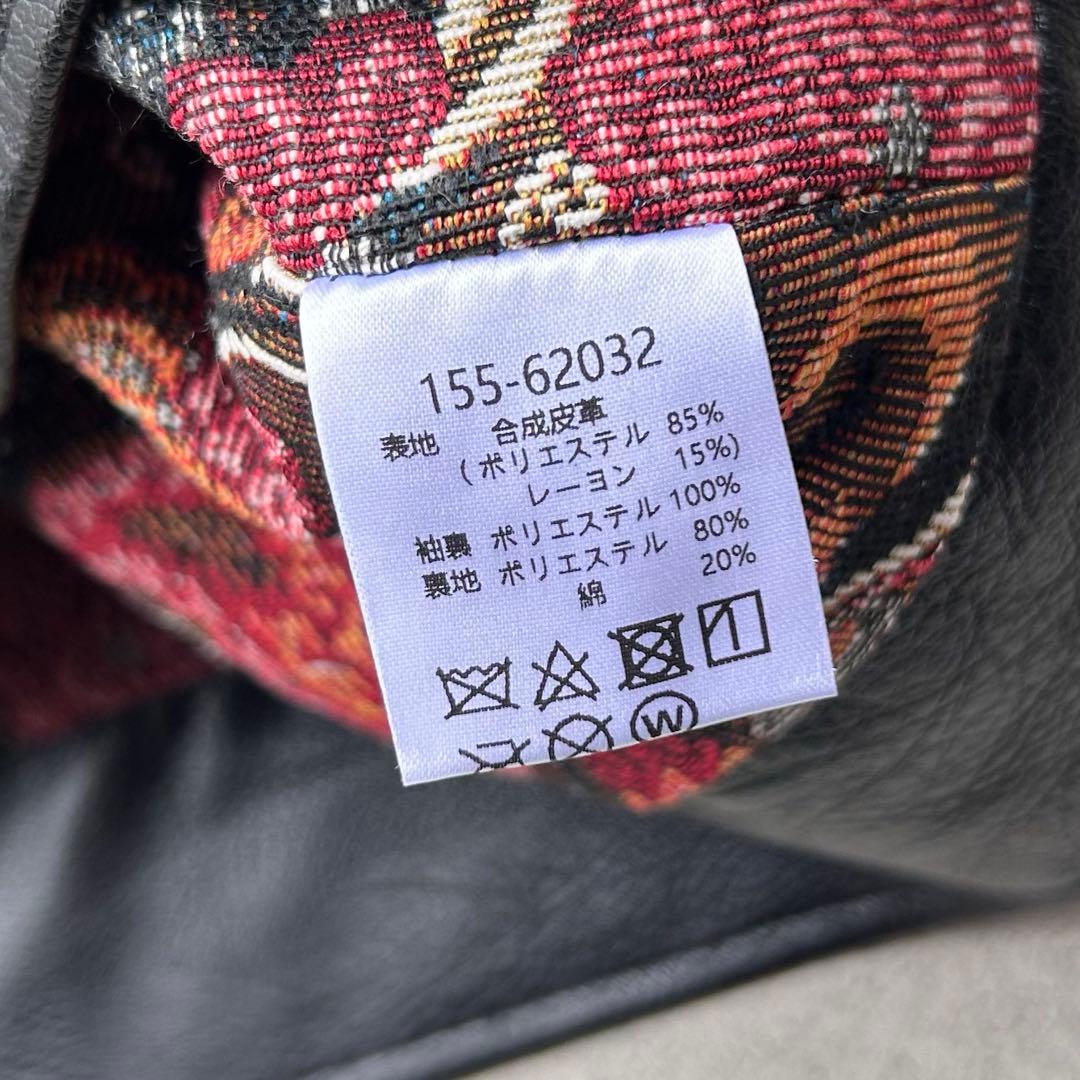 155-62032
表地 合成皮革
(ポリエステル 85%
レーヨン 15%)
袖裏 ポリエステル 100%
裏地 ポリエステル 80%
綿 20%
W